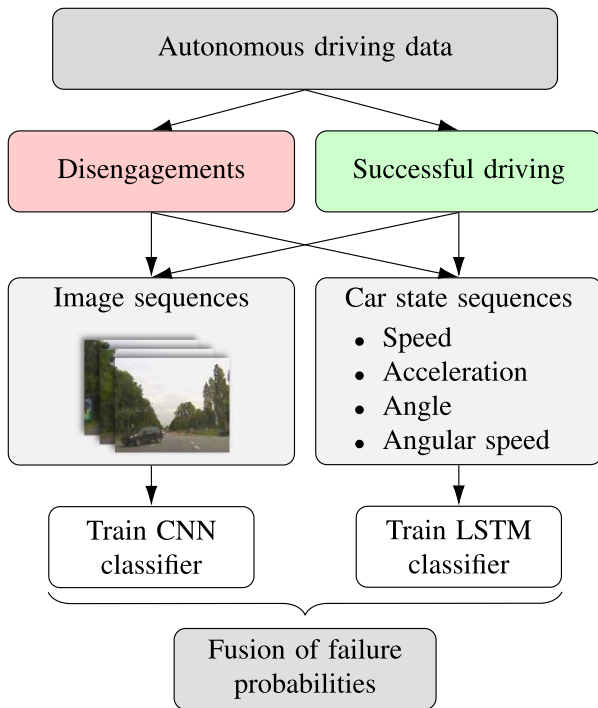 Autonomous driving data
Disengagements
Successful driving
Image sequences
Car state sequences
• Speed
• Acceleration
• Angle
• Angular speed
Train CNN
classifier
Train LSTM
classifier
Fusion of failure
probabilities